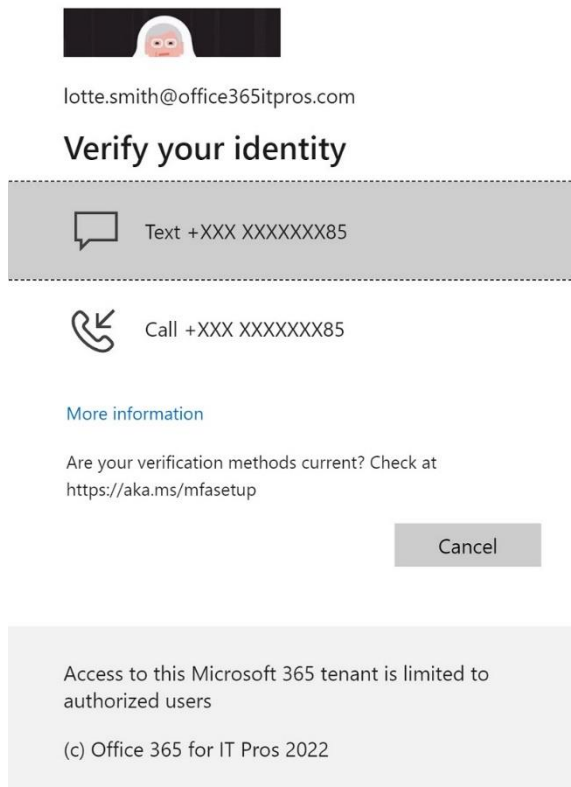 lotte.smith@office365itpros.com
Verify your identity
Text +XXX XXXXXXX85
Call +XXX XXXXXXX85
More information
Are your verification methods current? Check at
https://aka.ms/mfasetup
Cancel
Access to this Microsoft 365 tenant is limited to
authorized users
(c) Office 365 for IT Pros 2022